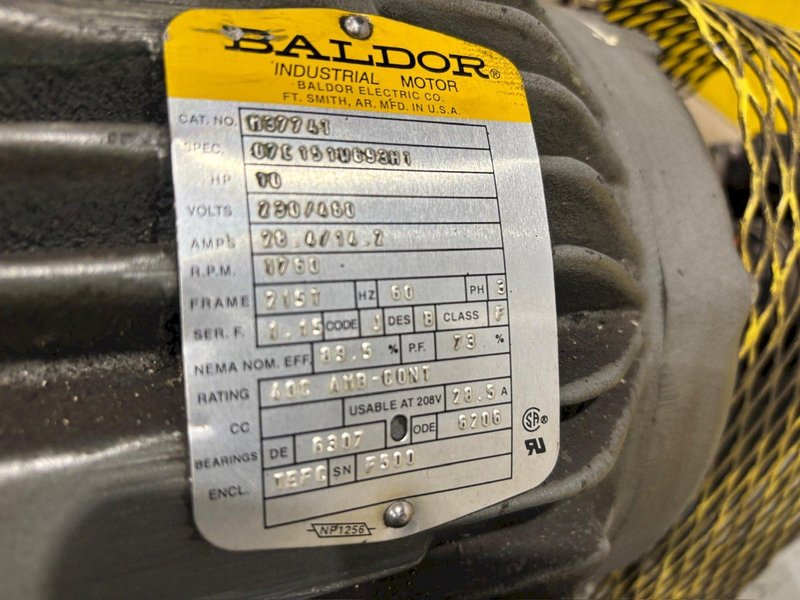 BALDOR®
INDUSTRIAL MOTOR
BALDOR ELECTRIC CO.
FT. SMITH, AR. MFD. IN U.S.A.
CAT. NO. M3774T
SPEC. 07E151W693H1
HP 10
VOLTS 230/460
AMPS 28.4/14.2
R.P.M. 1760
FRAME 215T HZ 60 PH 3
SER. F. 1.15 CODE J DES B CLASS F
NEMA NOM. EFF. 89.5 % P.F. 73 %
RATING 40C AMB-CONT
CC USABLE AT 208V 28.5 A
BEARINGS DE 6307 ODE 6206
ENCL. TEFC SN F500
NP1256